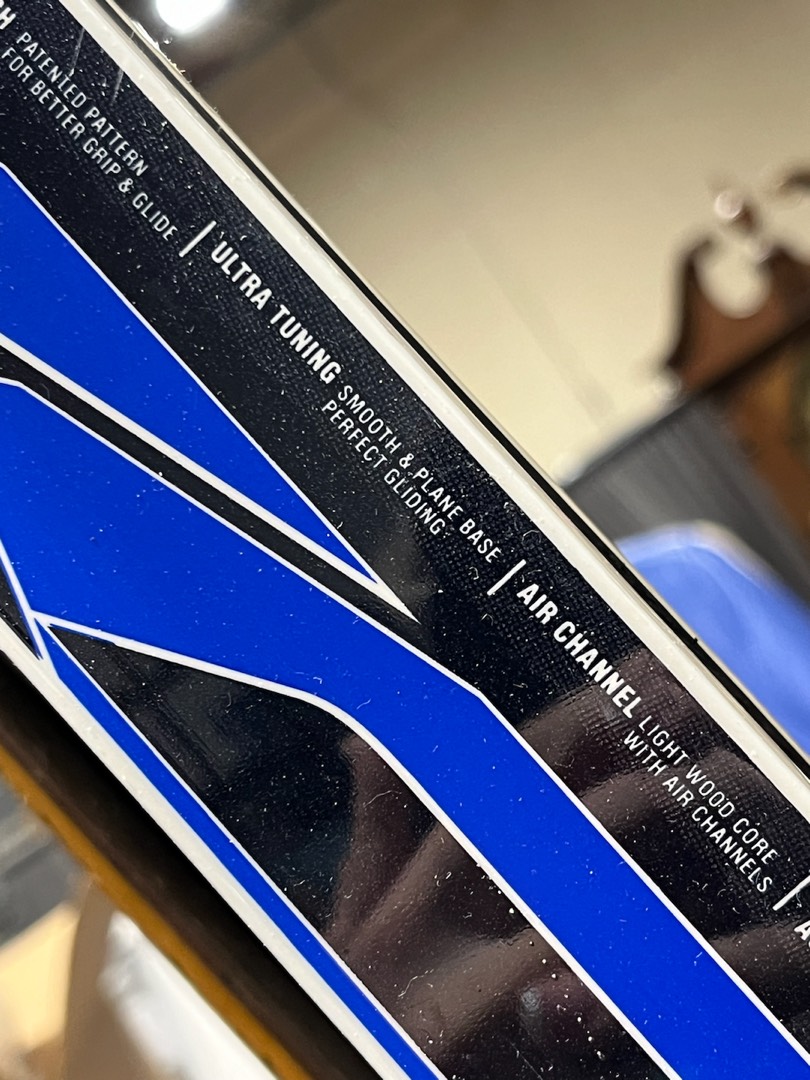 PATENTED PATTERN
FOR BETTER GRIP & GLIDE
| ULTRA TUNING SMOOTH & PLANE BASE
PERFECT GLIDING
| AIR CHANNEL LIGHT WOOD CORE
WITH AIR CHANNELS
|